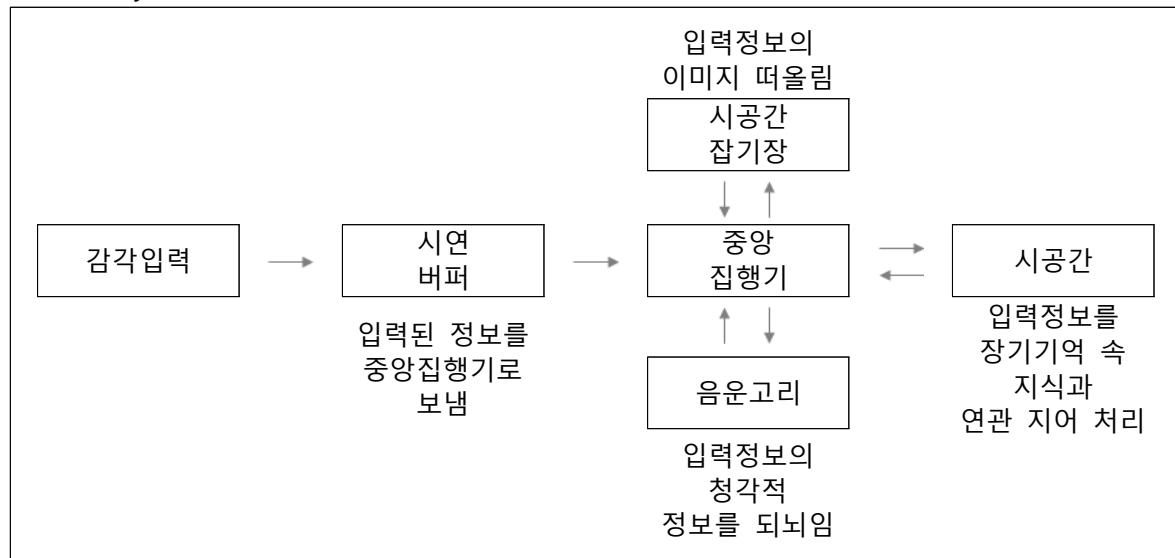 입력정보의
이미지 떠올림
시공간
잡기장
감각입력
시연
버퍼
입력된 정보를
중앙집행기로
보냄
중앙
집행기
시공간
입력정보를
장기기억 속
지식과
연관 지어 처리
음운고리
입력정보의
청각적
정보를 되뇌임